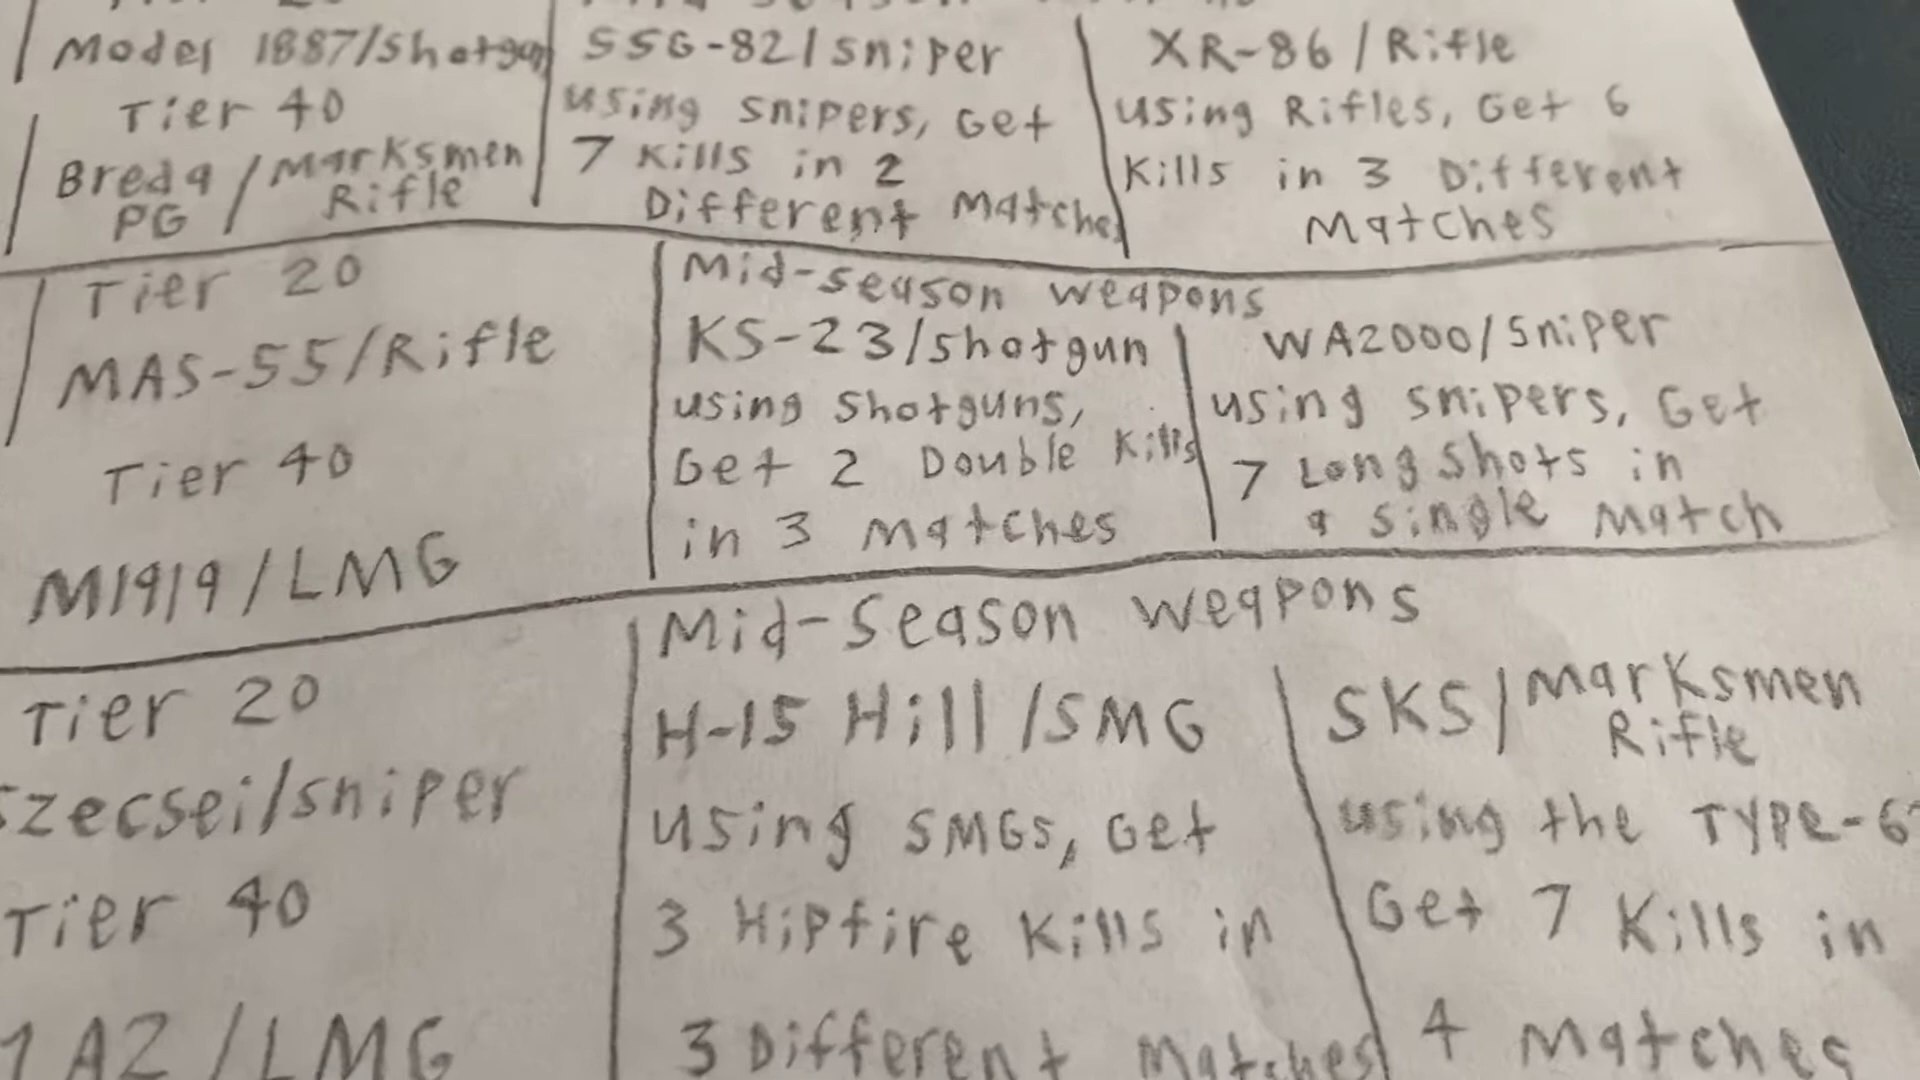 Model 1887/Shotgun
Tier 40
Breda PG / Marksmen Rifle
SSG-82/Sniper
using Snipers, Get
7 Kills in 2
Different Matches
XR-86 / Rifle
using Rifles, Get 6
Kills in 3 Different
Matches
Tier 20
MAS-55/Rifle
Tier 40
M1919/LMG
Mid-season weapons
KS-23/Shotgun
using Shotguns,
Get 2 Double Kills
in 3 Matches
WA2000/Sniper
using Snipers, Get
7 Long Shots in
a single Match
Tier 20
Szecsei/Sniper
Tier 40
1A2/LMG
Mid-Season weapons
H-15 Hill/SMG
using SMGs, Get
3 Hipfire Kills in
3 Different Matches
SKS/Marksmen Rifle
using the TYPE-6
Get 7 Kills in
4 Matches